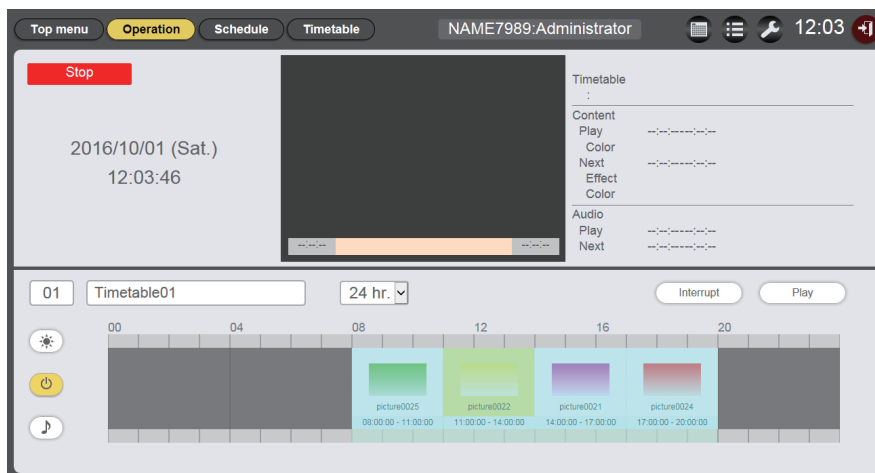 Top menu Operation Schedule Timetable NAME7989:Administrator 12:03
Stop
2016/10/01 (Sat.)
12:03:46
--:--:-- --:--:--
Timetable
:
Content
Play --:--:-----:--:--
Color
Next --:--:-----:--:--
Effect
Color
Audio
Play --:--:-----:--:--
Next --:--:-----:--:--
01 Timetable01 24 hr. Interrupt Play
00 04 08 12 16 20
picture0025 picture0022 picture0021 picture0024
08:00:00 - 11:00:00 11:00:00 - 14:00:00 14:00:00 - 17:00:00 17:00:00 - 20:00:00